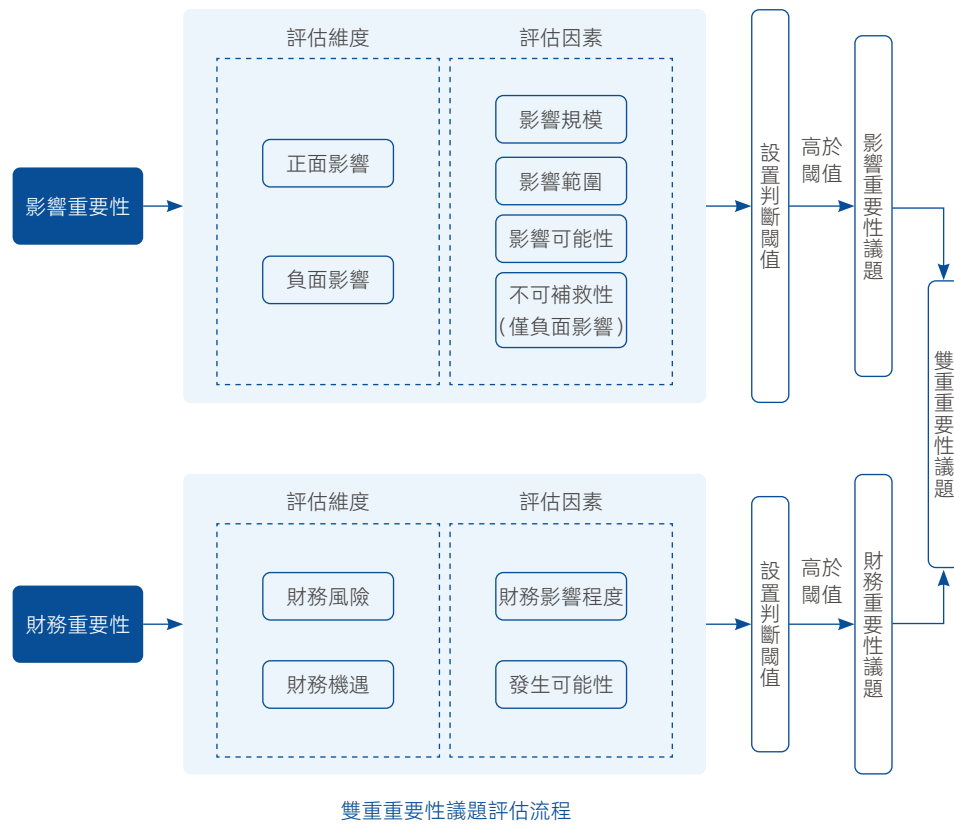 影響重要性
評估維度
正面影響
負面影響
評估因素
影響規模
影響範圍
影響可能性
不可補救性
（僅負面影響）
設置判斷閾值
高於
閾值
影響重要性議題
財務重要性
評估維度
財務風險
財務機遇
評估因素
財務影響程度
發生可能性
設置判斷閾值
高於
閾值
財務重要性議題
雙重重要性議題
雙重重要性議題評估流程